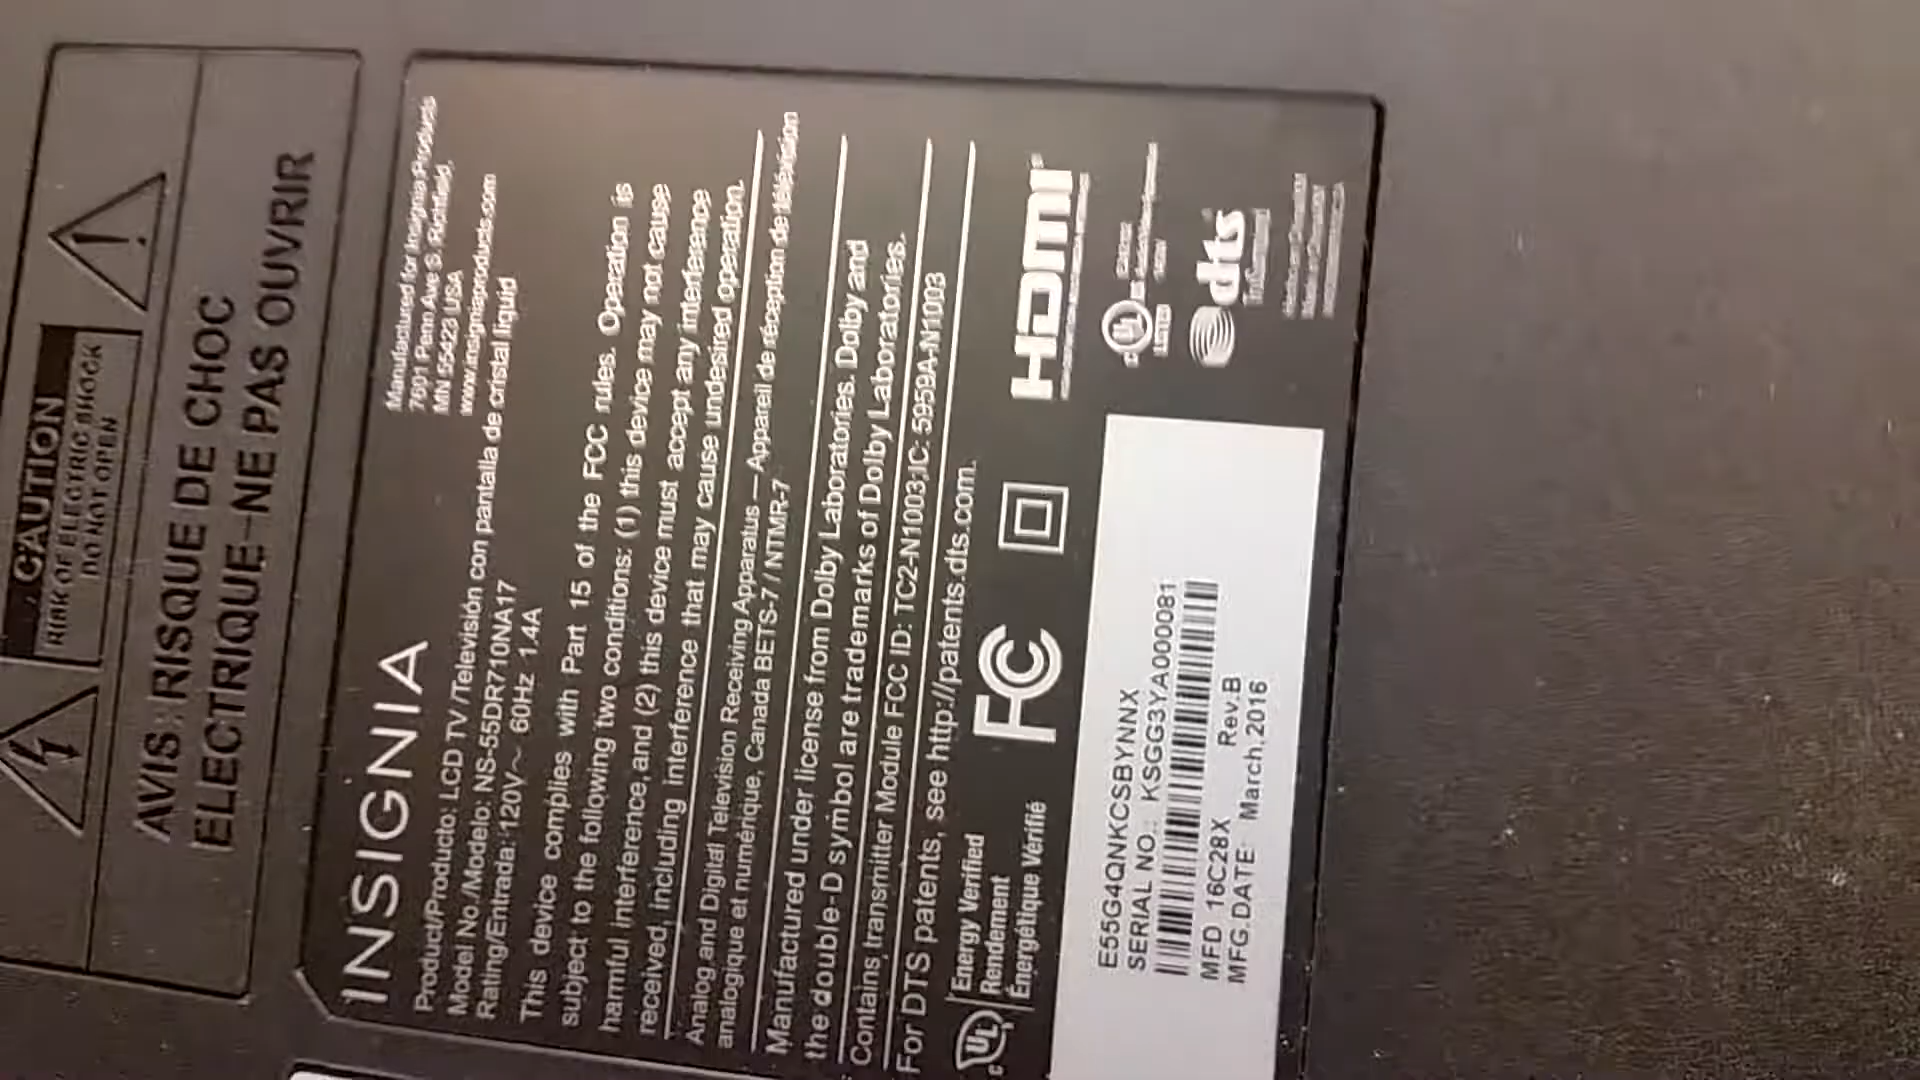 CAUTION
RISK OF ELECTRIC SHOCK
DO NOT OPEN
AVIS: RISQUE DE CHOC
ELECTRIQUE-NE PAS OUVRIR
INSIGNIA
Manufactured for Insignia Products
7601 Penn Ave S. Richfield,
MN 55423 USA
www.insigniaproducts.com
Product/Producto: LCD TV/Televisión con pantalla de cristal liquid
Model No./Modelo: NS-55DR710NA17
Rating/Entrada: 120V~ 60Hz 1.4A
This device complies with Part 15 of the FCC rules. Operation is
subject to the following two conditions: (1) this device may not cause
harmful interference, and (2) this device must accept any interference
received, including interference that may cause undesired operation.
Analog and Digital Television Receiving Apparatus — Appareil de réception de télévision
analogique et numérique, Canada BETS-7 / NTMR-7
Manufactured under license from Dolby Laboratories. Dolby and
the double-D symbol are trademarks of Dolby Laboratories.
Contains transmitter Module FCC ID: TC2-N1003;IC: 5959A-N1003
For DTS patents, see http://patents.dts.com.
UL
Energy Verified
Rendement
Énergétique Vérifié
FC
HDMI
c UL
LISTED
dts
E55G4QNKCSBYNNX
SERIAL NO.: KSGG3YA000081
MFD 16C28X Rev.B
MFG.DATE March,2016